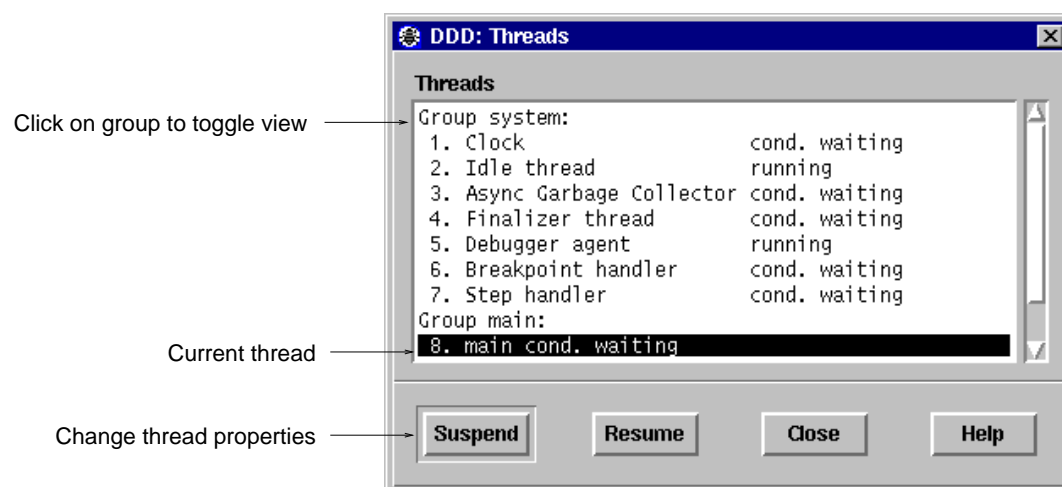 DDD: Threads
Threads
Click on group to toggle view
Group system:
1. Clock cond. waiting
2. Idle thread running
3. Async Garbage Collector cond. waiting
4. Finalizer thread cond. waiting
5. Debugger agent running
6. Breakpoint handler cond. waiting
7. Step handler cond. waiting
Group main:
Current thread
8. main cond. waiting
Change thread properties
Suspend Resume Close Help